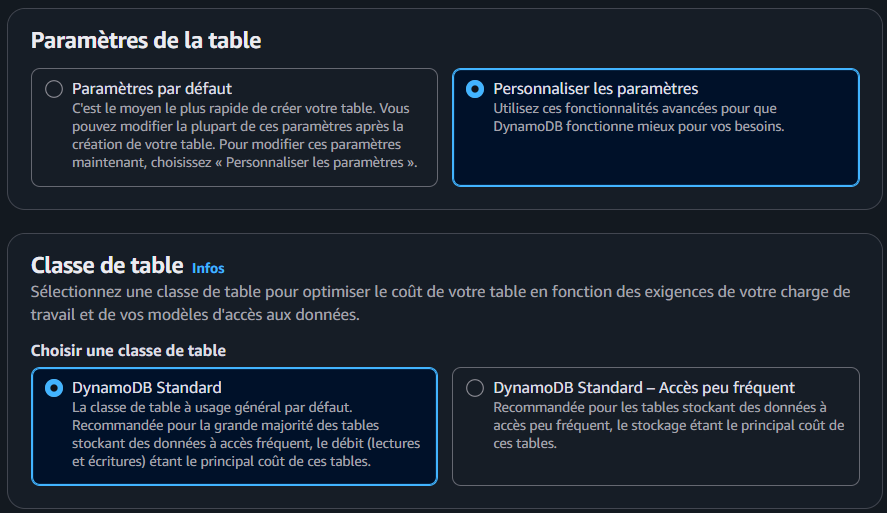 Paramètres de la table
Paramètres par défaut
C'est le moyen le plus rapide de créer votre table. Vous
pouvez modifier la plupart de ces paramètres après la
création de votre table. Pour modifier ces paramètres
maintenant, choisissez « Personnaliser les paramètres ».
Personnaliser les paramètres
Utilisez ces fonctionnalités avancées pour que
DynamoDB fonctionne mieux pour vos besoins.
Classe de table Infos
Sélectionnez une classe de table pour optimiser le coût de votre table en fonction des exigences de votre charge de
travail et de vos modèles d'accès aux données.
Choisir une classe de table
DynamoDB Standard
La classe de table à usage général par défaut.
Recommandée pour la grande majorité des tables
stockant des données à accès fréquent, le débit (lectures
et écritures) étant le principal coût de ces tables.
DynamoDB Standard – Accès peu fréquent
Recommandée pour les tables stockant des données à
accès peu fréquent, le stockage étant le principal coût de
ces tables.